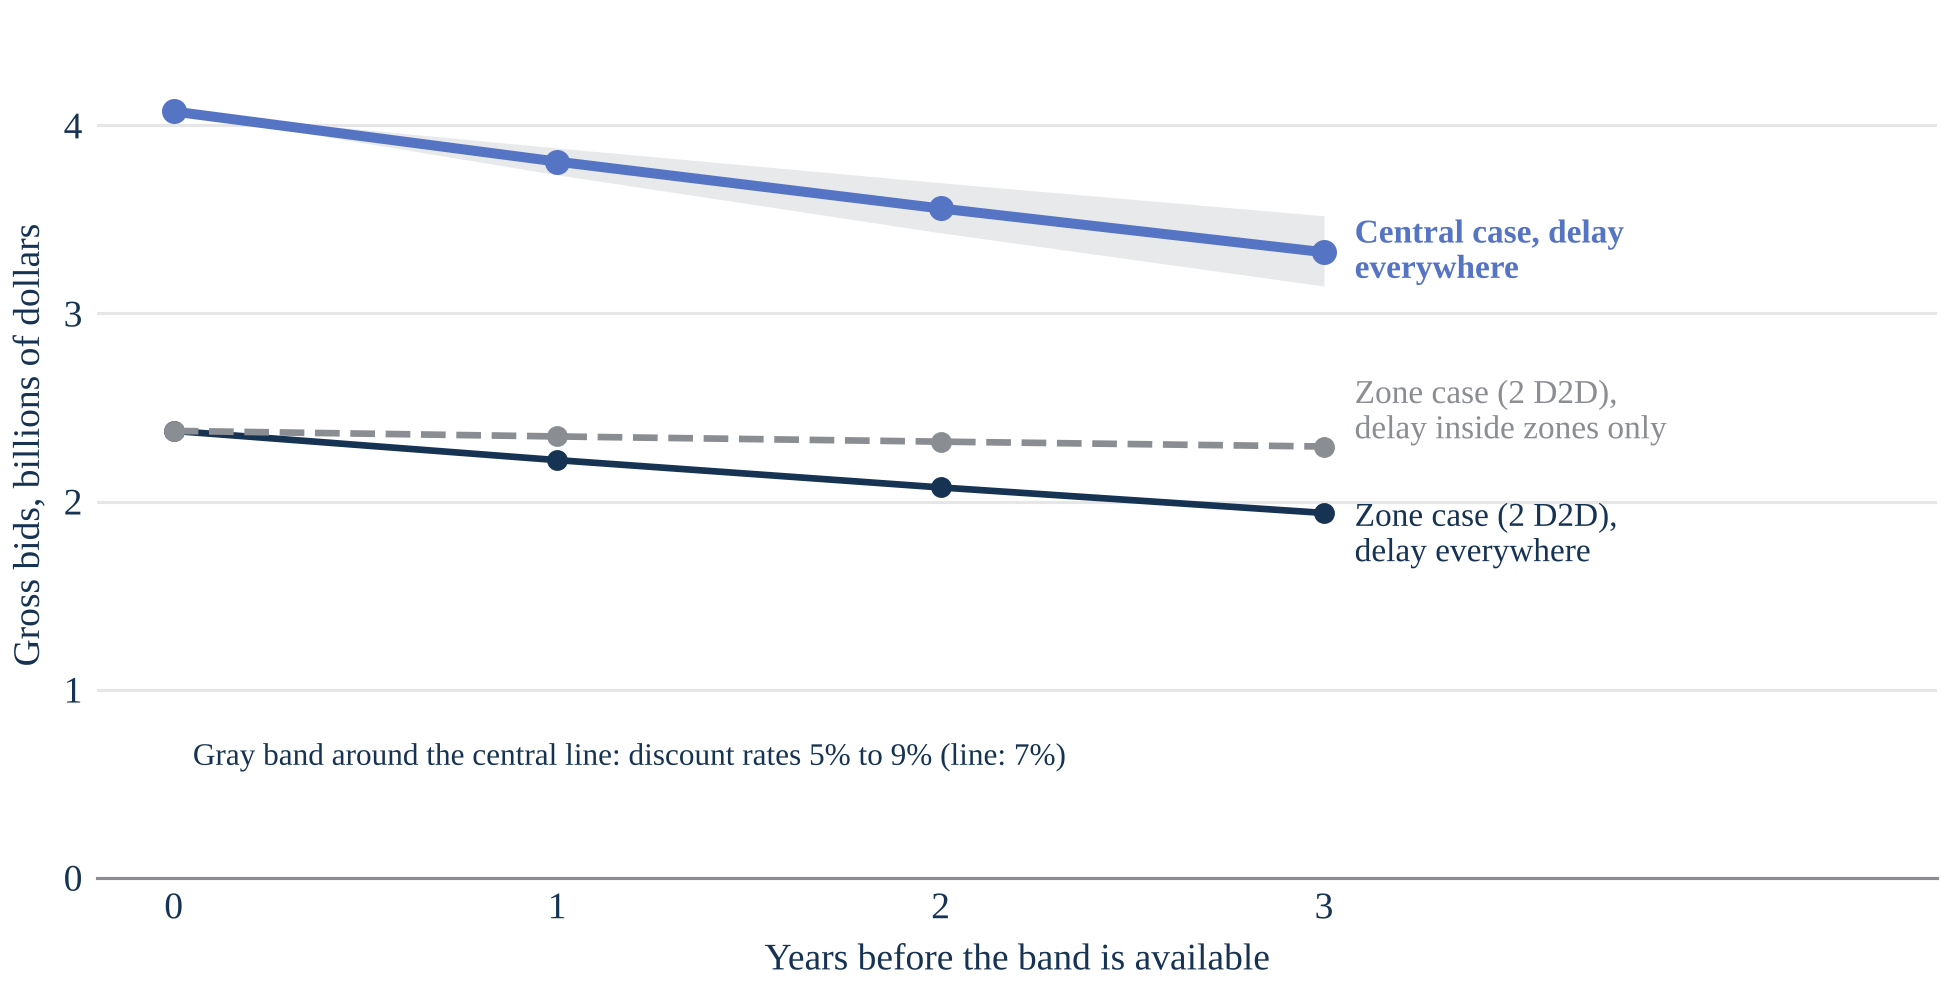 Gross bids, billions of dollars
4
3
2
1
0
Central case, delay
everywhere
Zone case (2 D2D),
delay inside zones only
Zone case (2 D2D),
delay everywhere
Gray band around the central line: discount rates 5% to 9% (line: 7%)
0
1
2
3
Years before the band is available